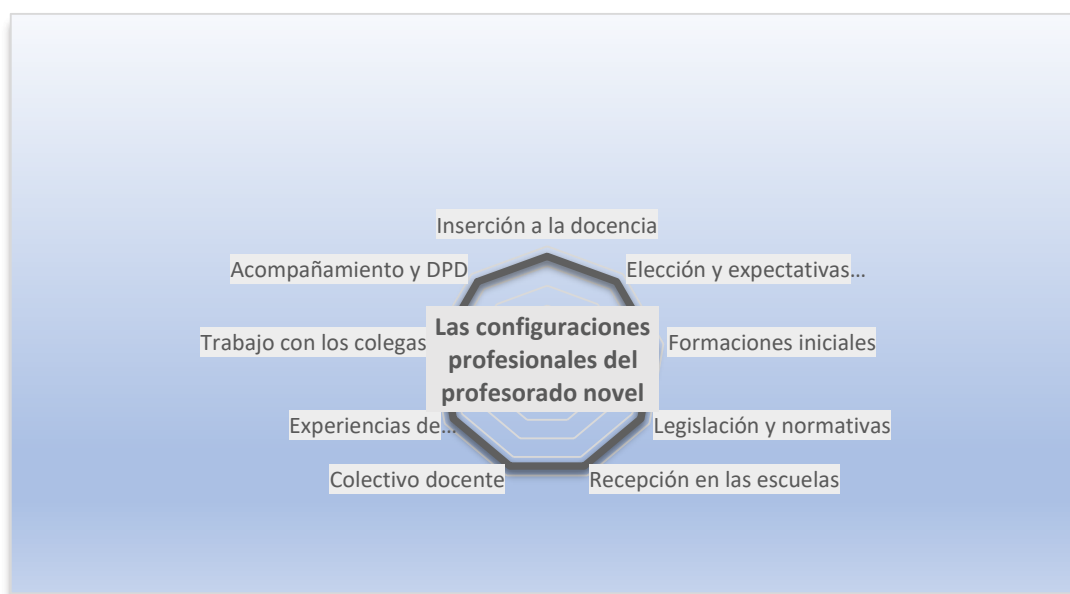 Inserción a la docencia
Acompañamiento y DPD
Elección y expectativas...
Las configuraciones
profesionales del
profesorado novel
Trabajo con los colegas
Formaciones iniciales
Experiencias de...
Legislación y normativas
Colectivo docente
Recepción en las escuelas